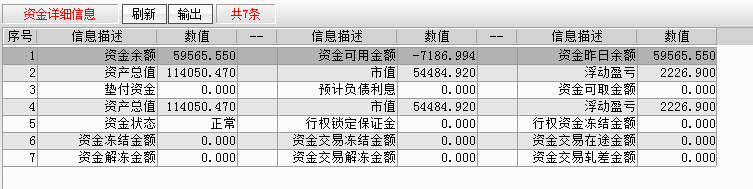 资金详细信息 刷新 输出 共7条
序号 信息描述 数值 -- 信息描述 数值 -- 信息描述 数值
1 资金余额 59565.550 资金可用金额 -7186.994 资金昨日余额 59565.550
2 资产总值 114050.470 市值 54484.920 浮动盈亏 2226.900
3 垫付资金 0.000 预计负债利息 0.000 资金可取金额 0.000
4 资产总值 114050.470 市值 54484.920 浮动盈亏 2226.900
5 资金状态 正常 行权锁定保证金 0.000 行权资金冻结金额 0.000
6 资金冻结金额 0.000 资金交易冻结金额 0.000 资金交易在途金额 0.000
7 资金解冻金额 0.000 资金交易解冻金额 0.000 资金交易轧差金额 0.000